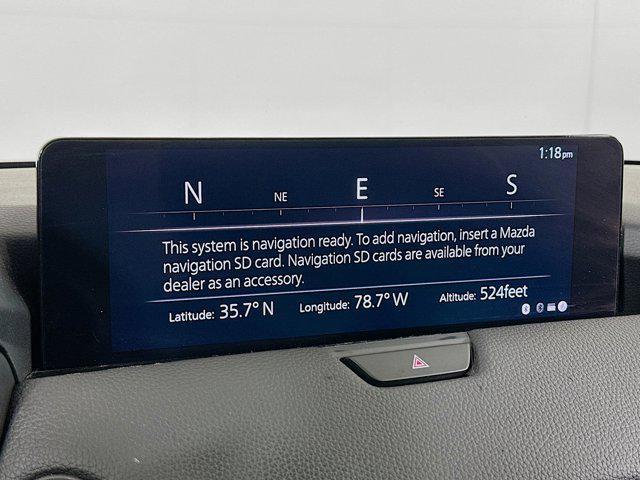 1:18pm
N NE E SE S
This system is navigation ready. To add navigation, insert a Mazda
navigation SD card. Navigation SD cards are available from your
dealer as an accessory.
Latitude: 35.7° N Longitude: 78.7° W Altitude: 524feet